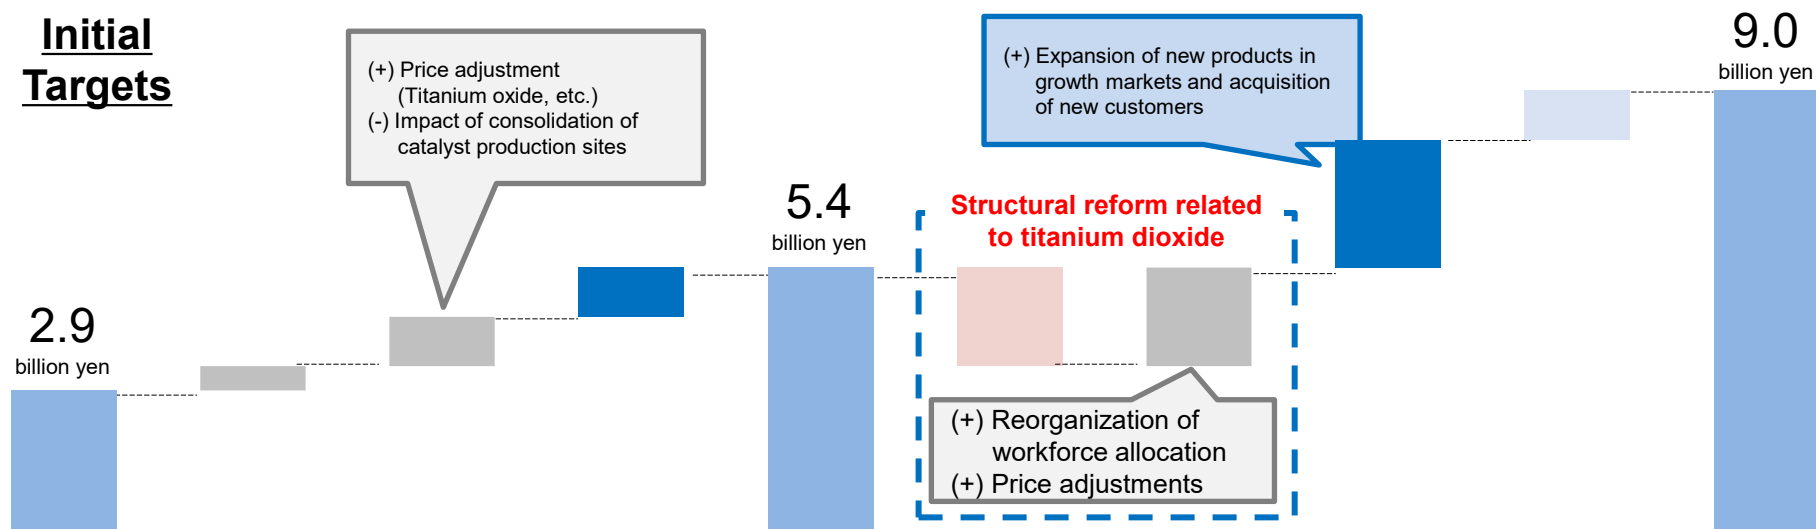 Initial
Targets
(+) Price adjustment
(Titanium oxide, etc.)
(-) Impact of consolidation of
catalyst production sites
(+) Expansion of new products in
growth markets and acquisition
of new customers
9.0
billion yen
5.4
billion yen
Structural reform related
to titanium dioxide
2.9
billion yen
(+) Reorganization of
workforce allocation
(+) Price adjustments